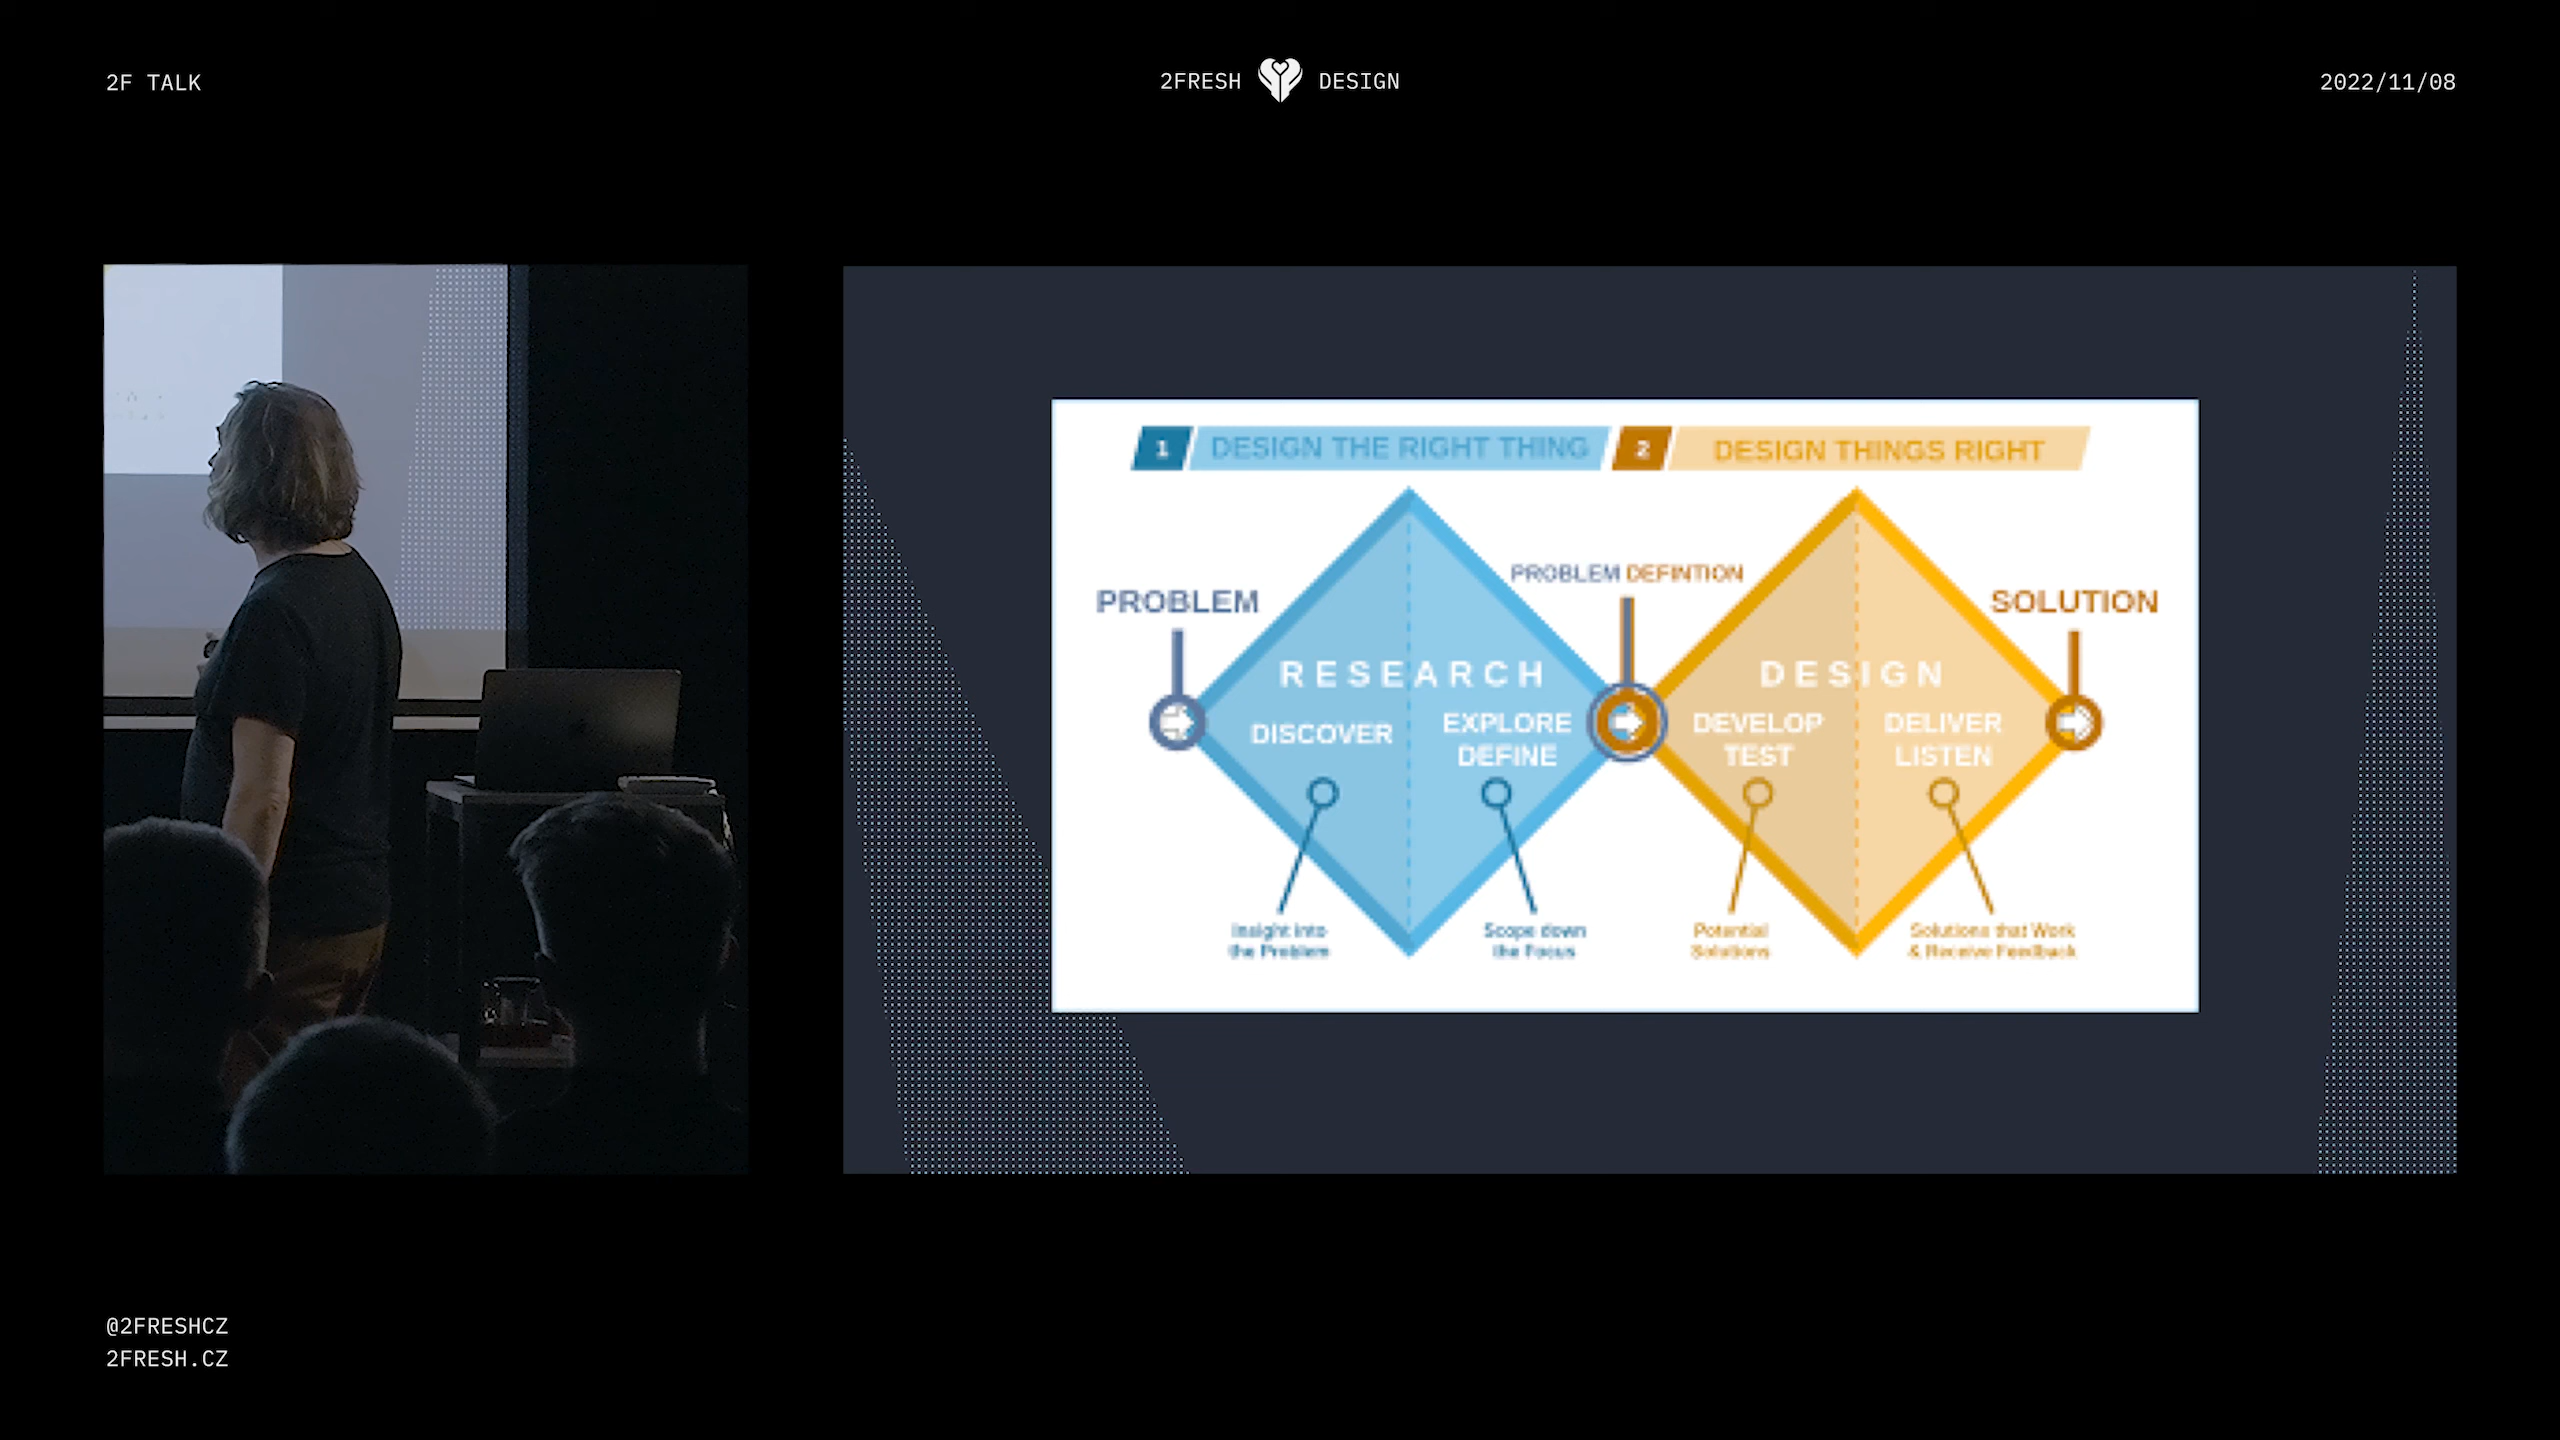 2F TALK
2FRESH DESIGN
2022/11/08
1 DESIGN THE RIGHT THING
2 DESIGN THINGS RIGHT
PROBLEM
PROBLEM DEFINTION
SOLUTION
RESEARCH
DESIGN
DISCOVER
EXPLORE
DEFINE
DEVELOP
TEST
DELIVER
LISTEN
Insight into
the Problem
Scope down
the Focus
Potential
Solutions
Solutions that Work
& Receive Feedback
@2FRESHCZ
2FRESH.CZ